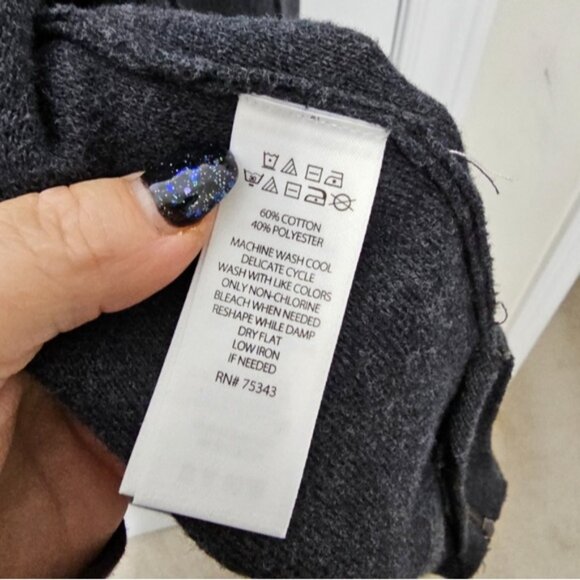 60% COTTON
40% POLYESTER
MACHINE WASH COOL
DELICATE CYCLE
WASH WITH LIKE COLORS
ONLY NON-CHLORINE
BLEACH WHEN NEEDED
RESHAPE WHILE DAMP
DRY FLAT
LOW IRON
IF NEEDED
RN# 75343